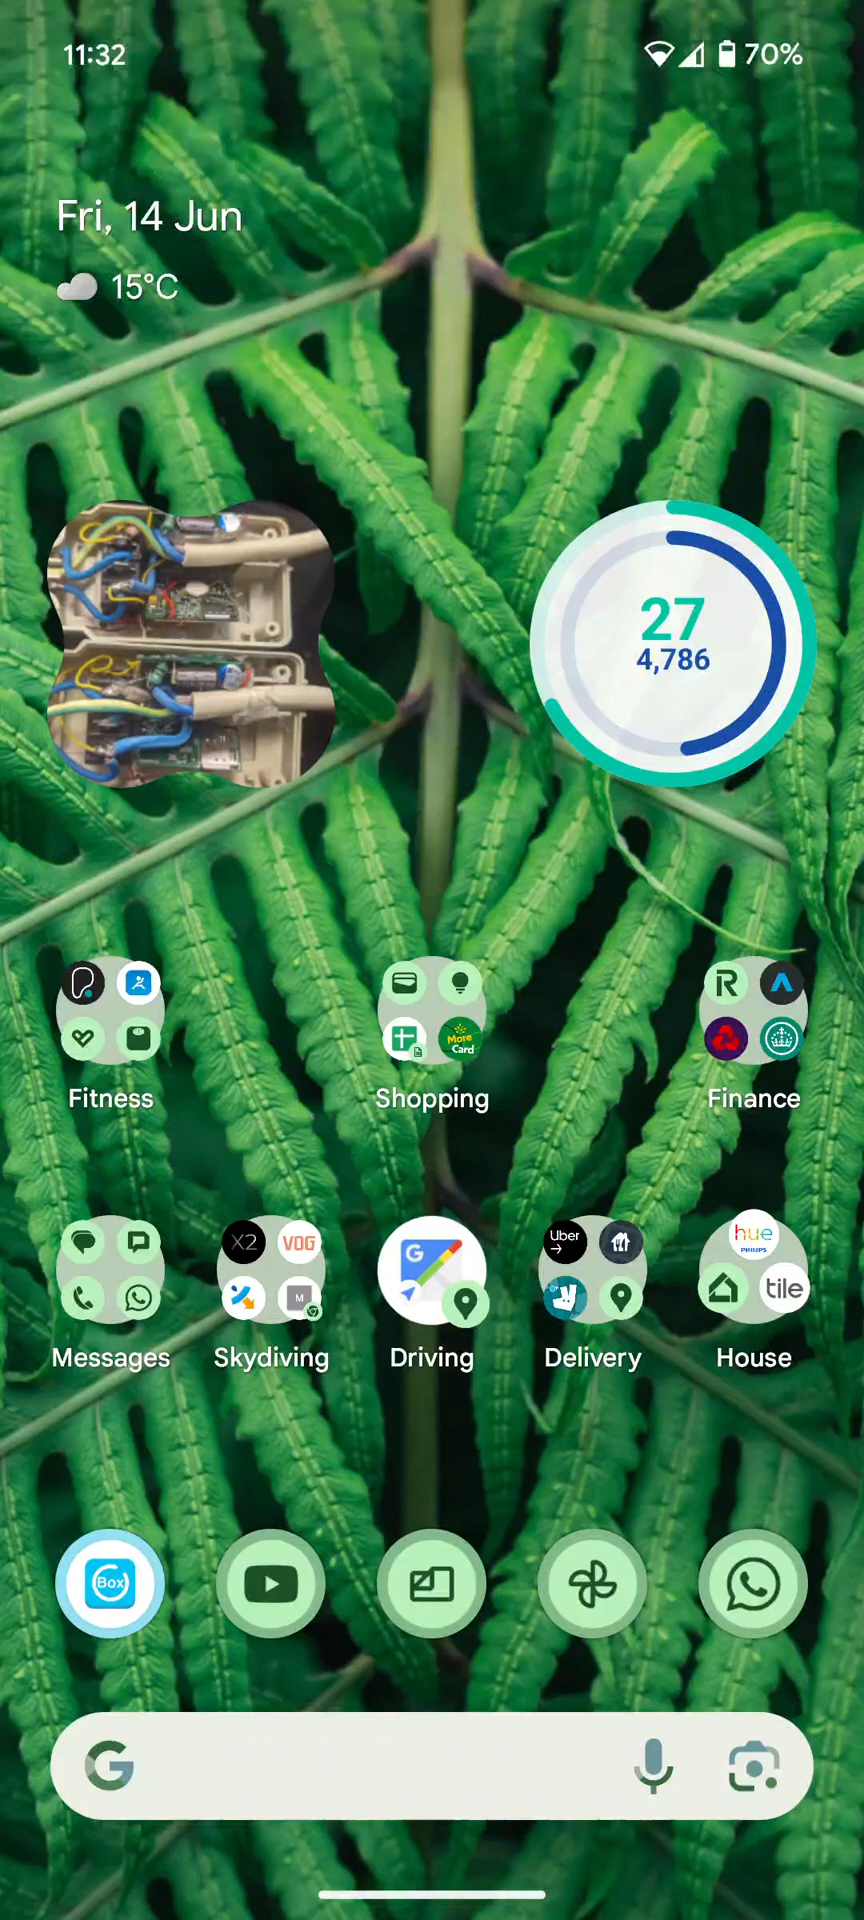 11:32
70%
Fri, 14 Jun
15°C
27
4,786
More
Card
Fitness
Shopping
Finance
X2
VOG
M
Uber
hue
PHILIPS
tile
Messages
Skydiving
Driving
Delivery
House
Box